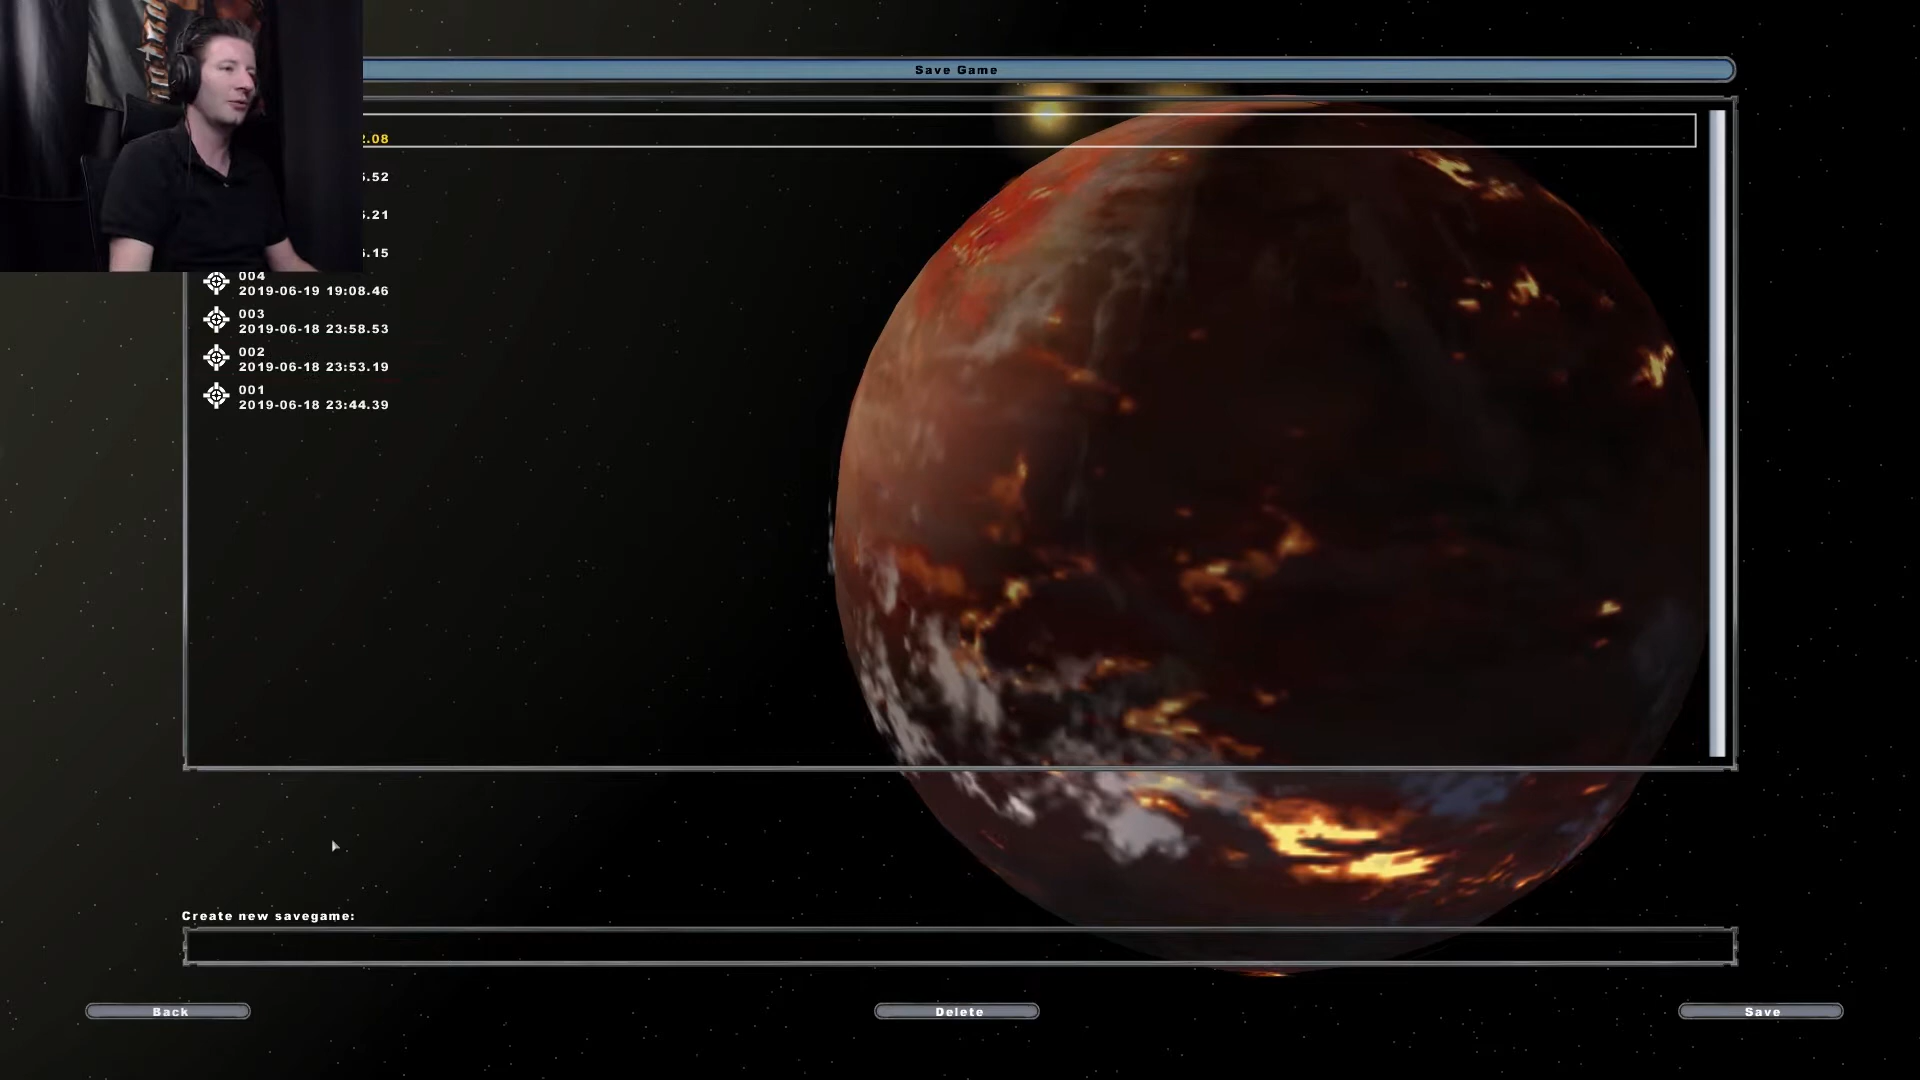 Save Game
2.08
.52
.21
.15
004
2019-06-19 19:08.46
003
2019-06-18 23:58.53
002
2019-06-18 23:53.19
001
2019-06-18 23:44.39
Create new savegame:
Back
Delete
Save